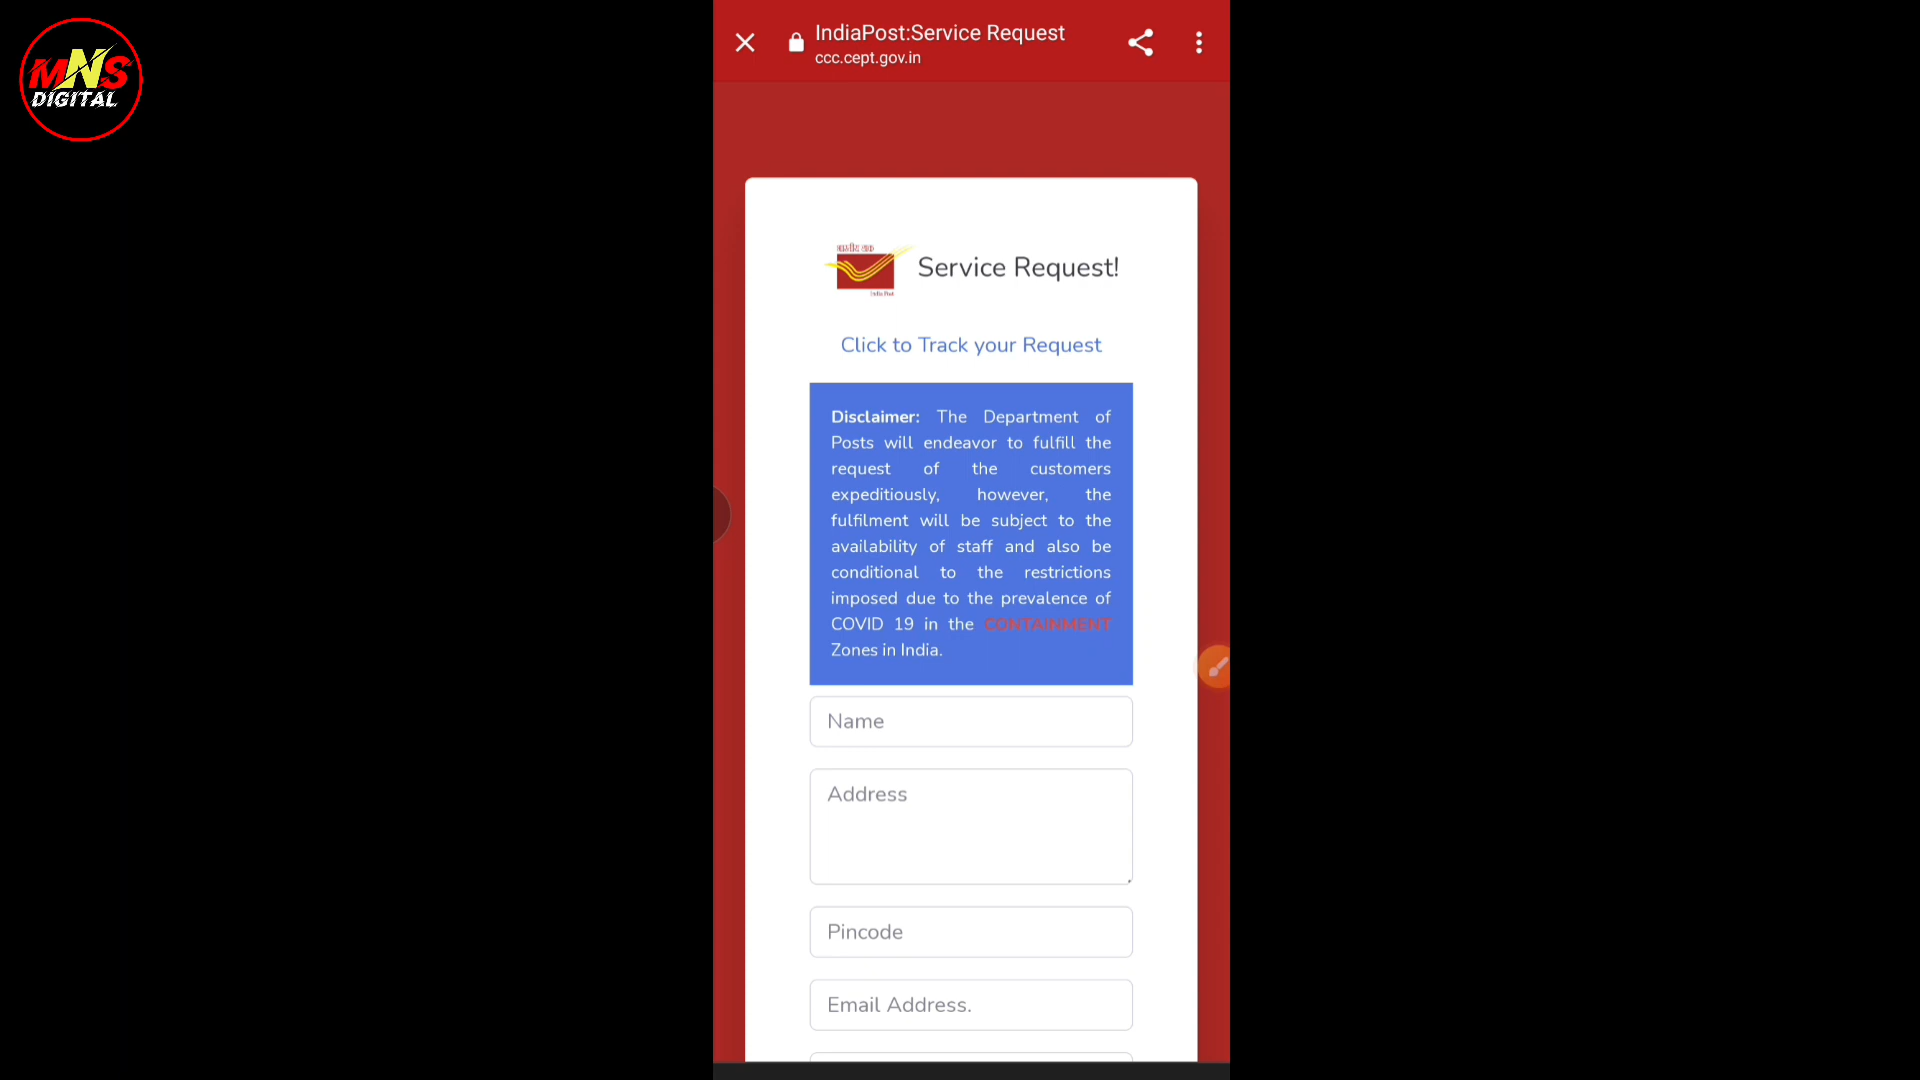 MNS
DIGITAL
IndiaPost:Service Request
ccc.cept.gov.in
भारतीय डाक
India Post
Service Request!
Click to Track your Request
Disclaimer: The Department of
Posts will endeavor to fulfill the
request of the customers
expeditiously, however, the
fulfilment will be subject to the
availability of staff and also be
conditional to the restrictions
imposed due to the prevalence of
COVID 19 in the CONTAINMENT
Zones in India.
Name
Address
Pincode
Email Address.